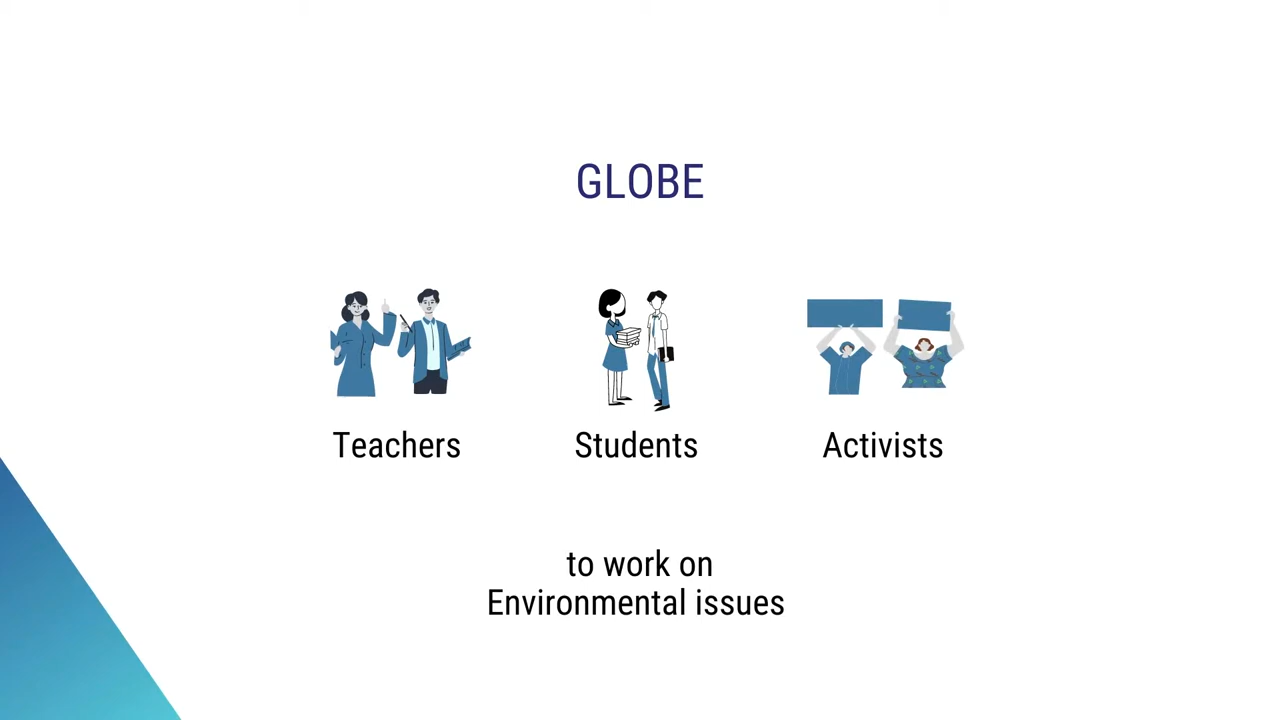 GLOBE
Teachers
Students
Activists
to work on
Environmental issues